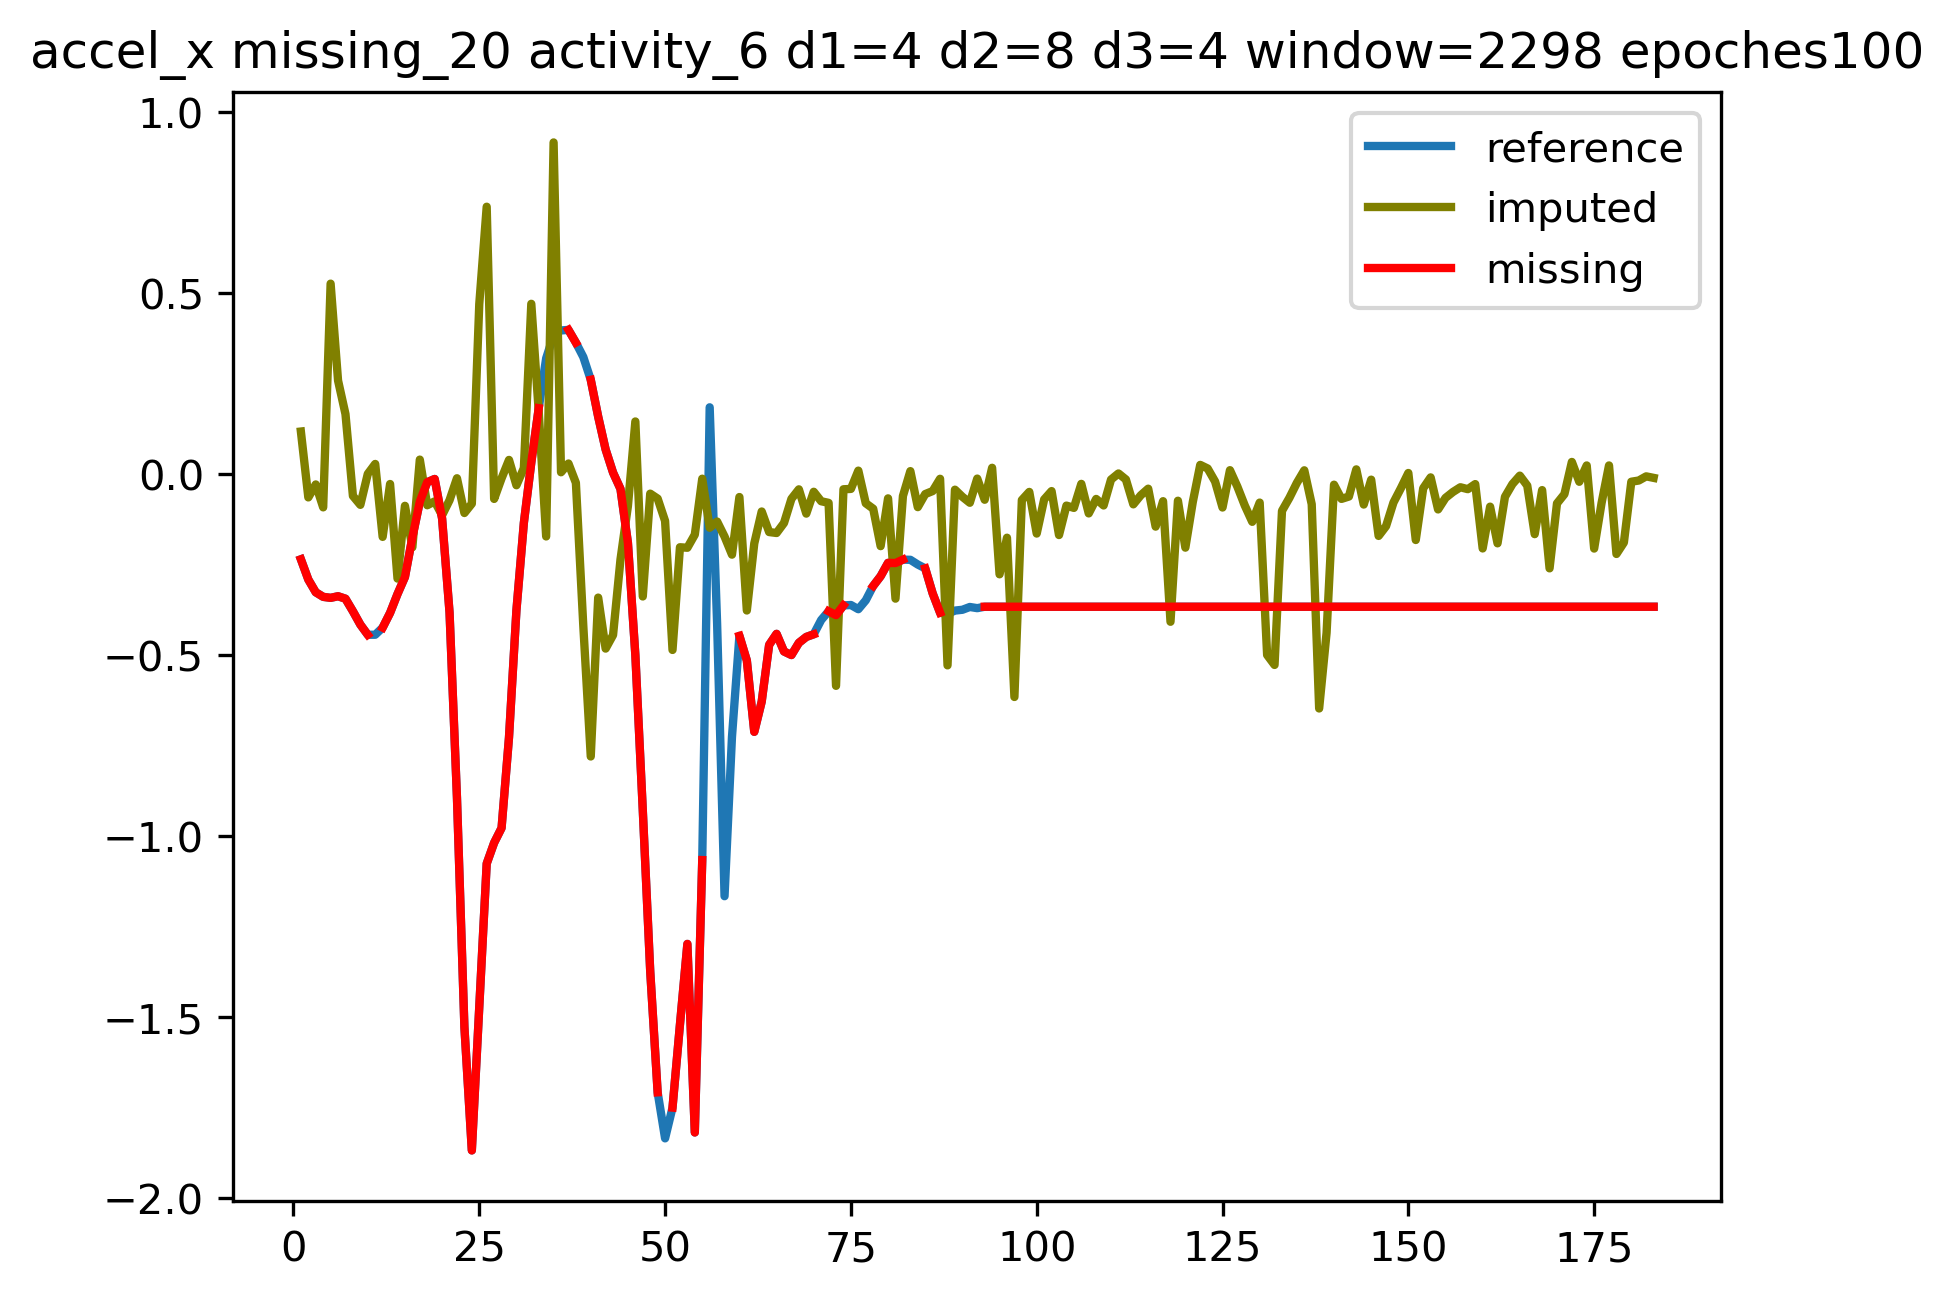 accel_x missing_20 activity_6 d1=4 d2=8 d3=4 window=2298 epoches100
reference
imputed
missing
1.0
0.5
0.0
−0.5
−1.0
−1.5
−2.0
0 25 50 75 100 125 150 175